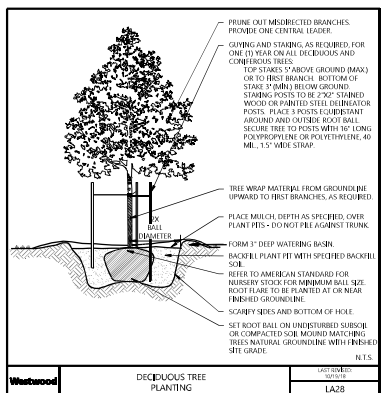 PRUNE OUT MISDIRECTED BRANCHES.
PROVIDE ONE CENTRAL LEADER.
GUYING AND STAKING, AS REQUIRED, FOR
ONE (1) YEAR ON ALL DECIDUOUS AND
CONIFEROUS TREES:
TOP STAKES 5' ABOVE GROUND (MAX.)
OR TO FIRST BRANCH. BOTTOM OF
STAKE 3' (MIN.) BELOW GROUND.
STAKING POSTS TO BE 2"X2" STAINED
WOOD OR PAINTED STEEL DELINEATOR
POSTS. PLACE 3 POSTS EQUIDISTANT
AROUND AND OUTSIDE ROOT BALL.
SECURE TREE TO POSTS WITH 16" LONG
POLYPROPYLENE OR POLYETHYLENE, 40
MIL., 1.5" WIDE STRAP.
TREE WRAP MATERIAL FROM GROUNDLINE
UPWARD TO FIRST BRANCHES, AS REQUIRED.
2X
BALL
DIAMETER
PLACE MULCH, DEPTH AS SPECIFIED, OVER
PLANT PITS - DO NOT PILE AGAINST TRUNK.
FORM 3" DEEP WATERING BASIN.
BACKFILL PLANT PIT WITH SPECIFIED BACKFILL
SOIL.
REFER TO AMERICAN STANDARD FOR
NURSERY STOCK FOR MINIMUM BALL SIZE.
ROOT FLARE TO BE PLANTED AT OR NEAR
FINISHED GROUNDLINE.
SCARIFY SIDES AND BOTTOM OF HOLE.
SET ROOT BALL ON UNDISTURBED SUBSOIL
OR COMPACTED SOIL MOUND MATCHING
TREES NATURAL GROUNDLINE WITH FINISHED
SITE GRADE.
N.T.S.
Westwood
DECIDUOUS TREE
PLANTING
LAST REVISED:
10/19/18
LA28